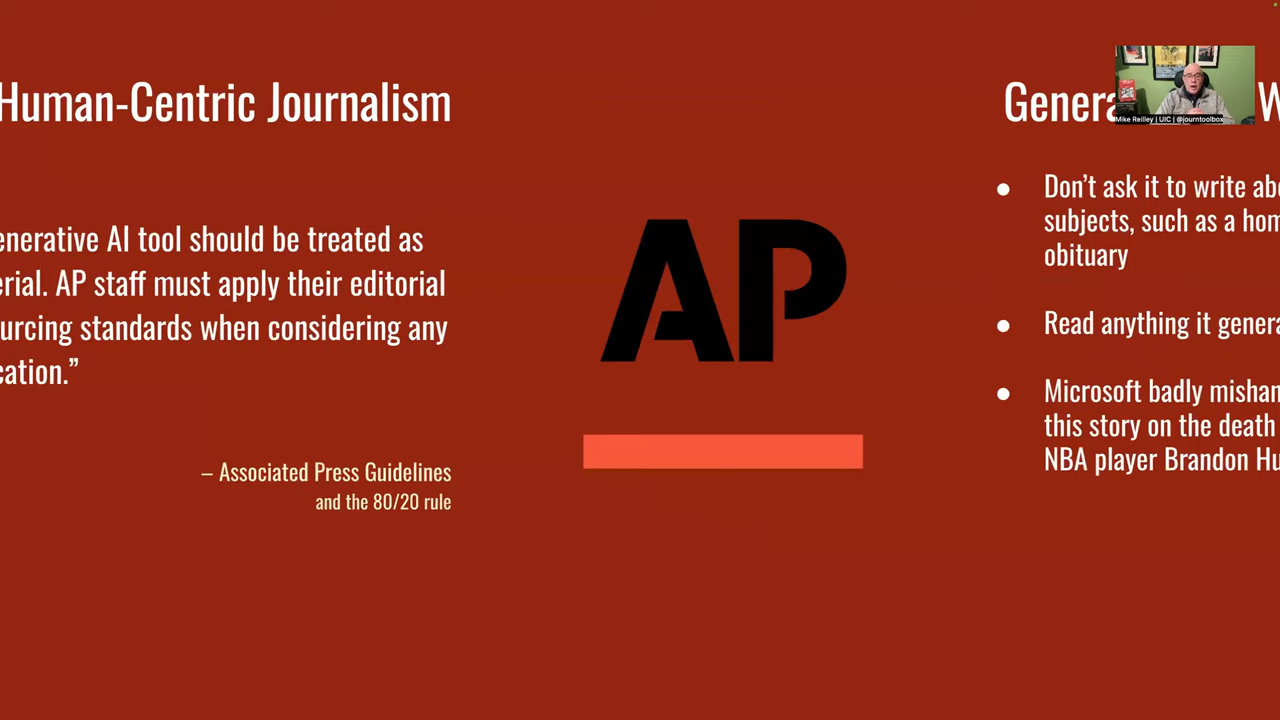 Human-Centric Journalism
enerative AI tool should be treated as
erial. AP staff must apply their editorial
urcing standards when considering any
cation.”
– Associated Press Guidelines
and the 80/20 rule
AP
Genera W
Mike Reilley | UIC | @journtoolbox
● Don’t ask it to write abo
subjects, such as a hom
obituary
● Read anything it genera
● Microsoft badly mishan
this story on the death
NBA player Brandon Hu